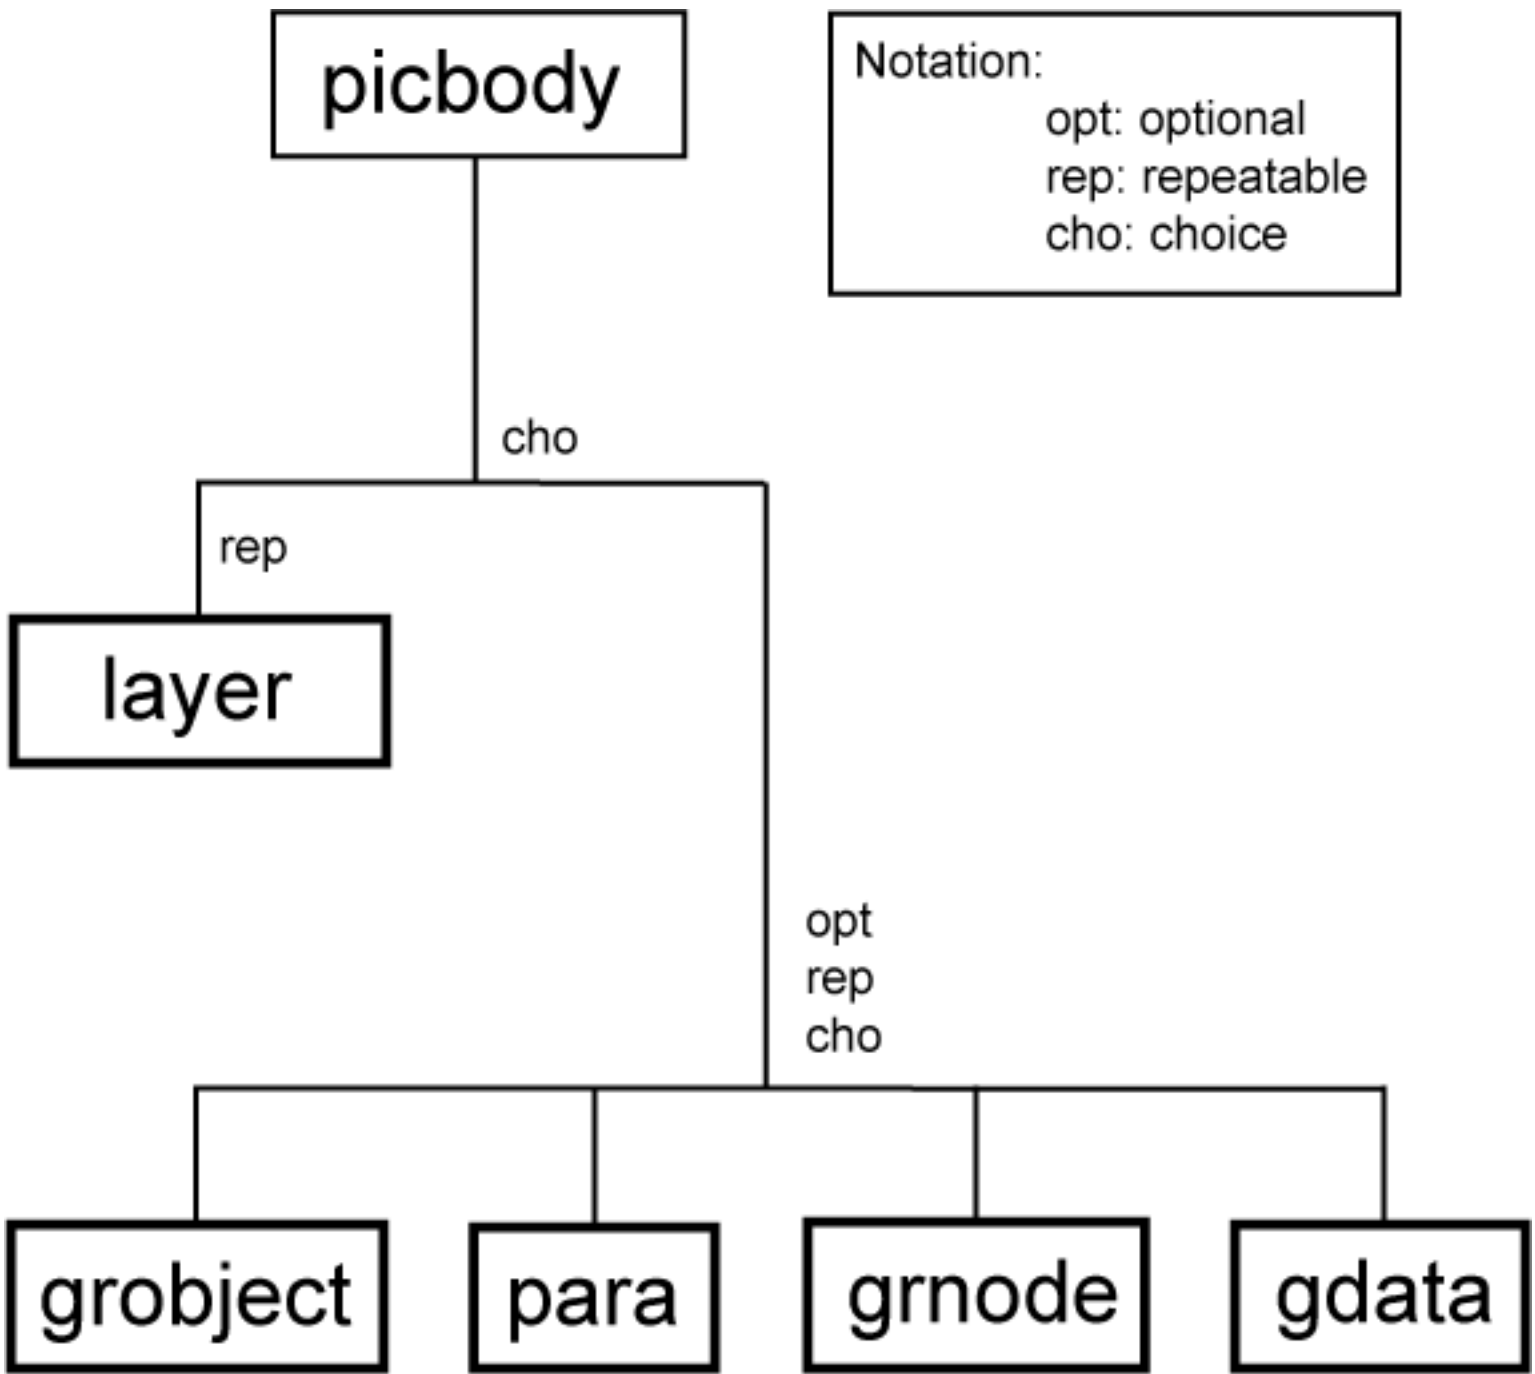 picbody
Notation:
opt: optional
rep: repeatable
cho: choice
cho
rep
layer
opt
rep
cho
grobject
para
grnode
gdata